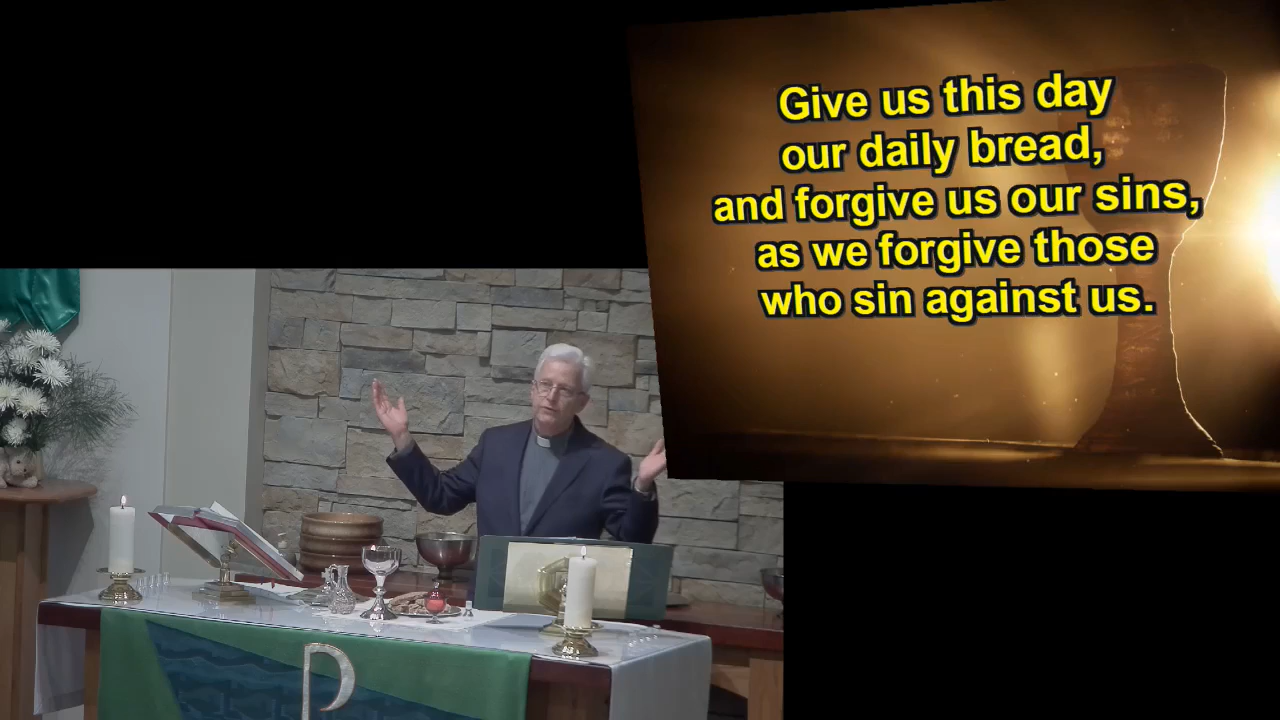 Give us this day
our daily bread,
and forgive us our sins,
as we forgive those
who sin against us.
P